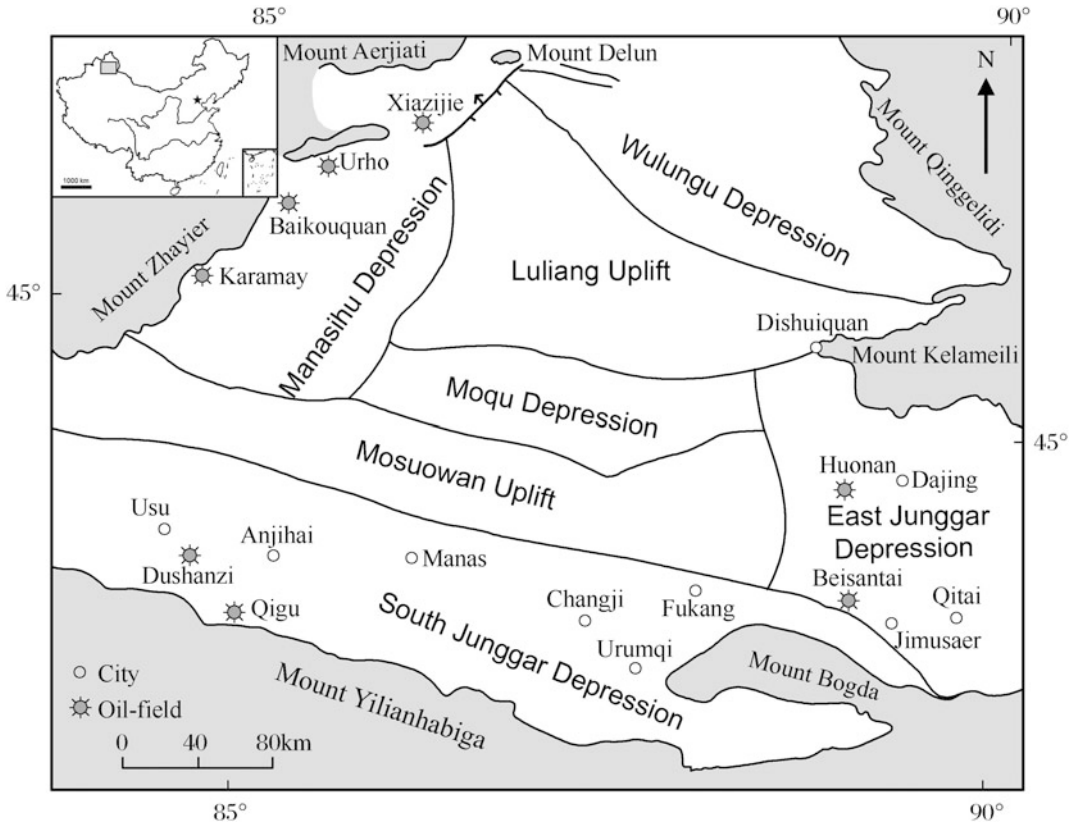 85°
90°
Mount Aerjiati
Mount Delun
N
Xiazijie
1000 km
Urho
Wulungu Depression
Mount Qinggelidi
Baikouquan
Mount Zhayier
Karamay
Manasihu Depression
Luliang Uplift
45°
Dishuiquan
Mount Kelameili
Moqu Depression
45°
Mosuowan Uplift
Huonan
Dajing
East Junggar
Depression
Usu
Anjihai
Manas
Dushanzi
Beisantai
Qitai
Qigu
Changji
Fukang
Jimusaer
South Junggar Depression
Urumqi
Mount Bogda
City
Mount Yilianhabiga
Oil-field
0 40 80km
85°
90°